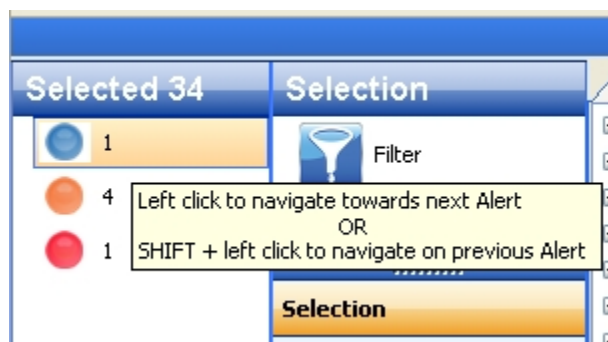 Selected 34
Selection
1
Filter
4
Left click to navigate towards next Alert
OR
1
SHIFT + left click to navigate on previous Alert
Selection